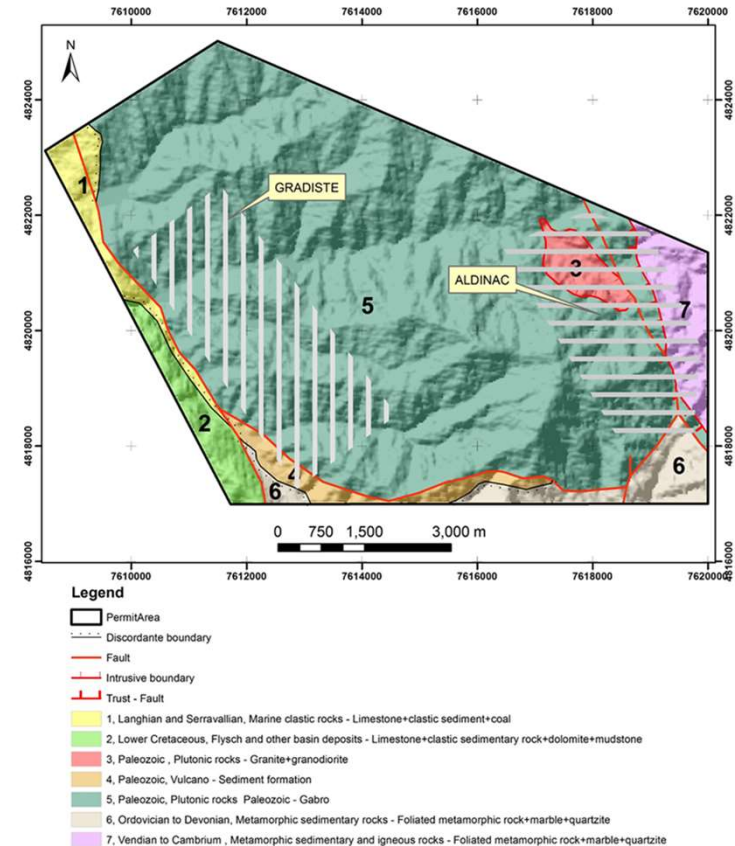 7610000 7612000 7614000 7616000 7618000 7620000
N
4824000 4824000
1
GRADISTE
4822000 4822000
3
ALDINAC
5
7
4820000 4820000
2
4818000 4818000
4
6
6
0 750 1,500 3,000 m
4816000 4816000
7610000 7612000 7614000 7616000 7618000 7620000
Legend
PermitArea
Discordante boundary
Fault
Intrusive boundary
Trust - Fault
1, Langhian and Serravallian, Marine clastic rocks - Limestone+clastic sediment+coal
2, Lower Cretaceous, Flysch and other basin deposits - Limestone+clastic sedimentary rock+dolomite+mudstone
3, Paleozoic , Plutonic rocks - Granite+granodiorite
4, Paleozoic, Vulcano - Sediment formation
5, Paleozoic, Plutonic rocks Paleozoic - Gabro
6, Ordovician to Devonian, Metamorphic sedimentary rocks - Foliated metamorphic rock+marble+quartzite
7, Vendian to Cambrium , Metamorphic sedimentary and igneous rocks - Foliated metamorphic rock+marble+quartzite